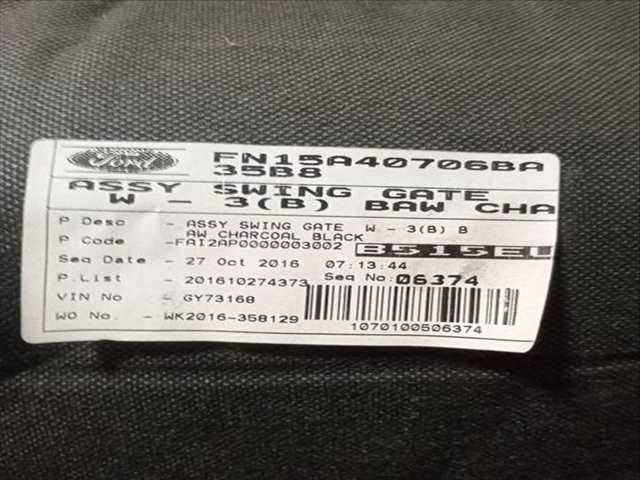 Ford
FN15A40706BA
35B8
ASSY SWING GATE
W - 3(B) BAW CHA
P Desc - ASSY SWING GATE W - 3(B) B
AW CHARCOAL BLACK
P Code -FAI2AP0000003002 B515EL
Seq Date - 27 Oct 2016 07:13:44
P.List - 201610274373 Seq No:06374
VIN No - GY73168
WO No. - WK2016-358129
1070100506374